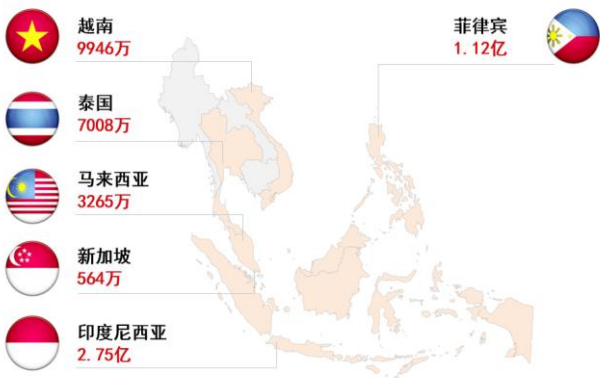 越南
9946万
泰国
7008万
马来西亚
3265万
新加坡
564万
印度尼西亚
2.75亿
菲律宾
1.12亿